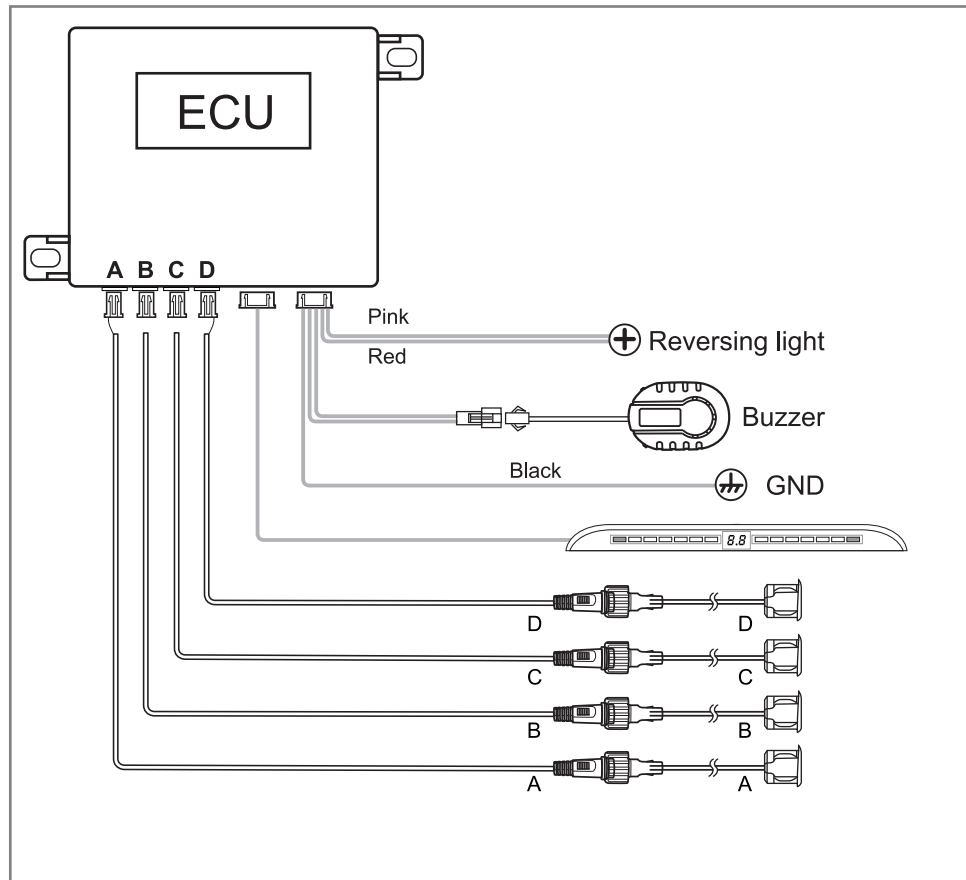 ECU
A B C D
Pink
Reversing light
Red
Buzzer
Black
GND
8.8
D D
C C
B B
A A